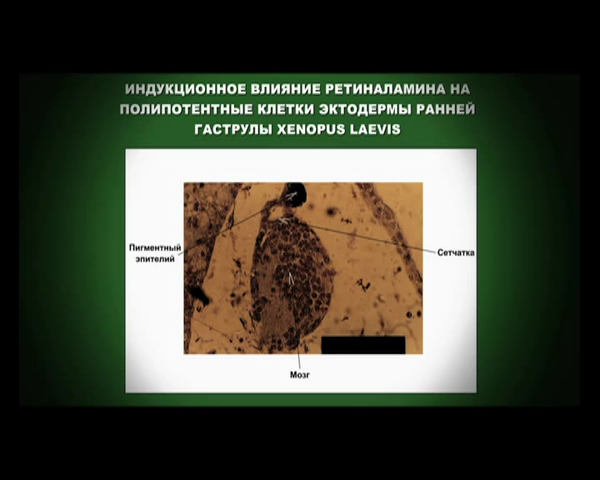 ИНДУКЦИОННОЕ ВЛИЯНИЕ РЕТИНАЛАМИНА НА
ПОЛИПОТЕНТНЫЕ КЛЕТКИ ЭКТОДЕРМЫ РАННЕЙ
ГАСТРУЛЫ XENOPUS LAEVIS
Пигментный
эпителий
Сетчатка
Мозг